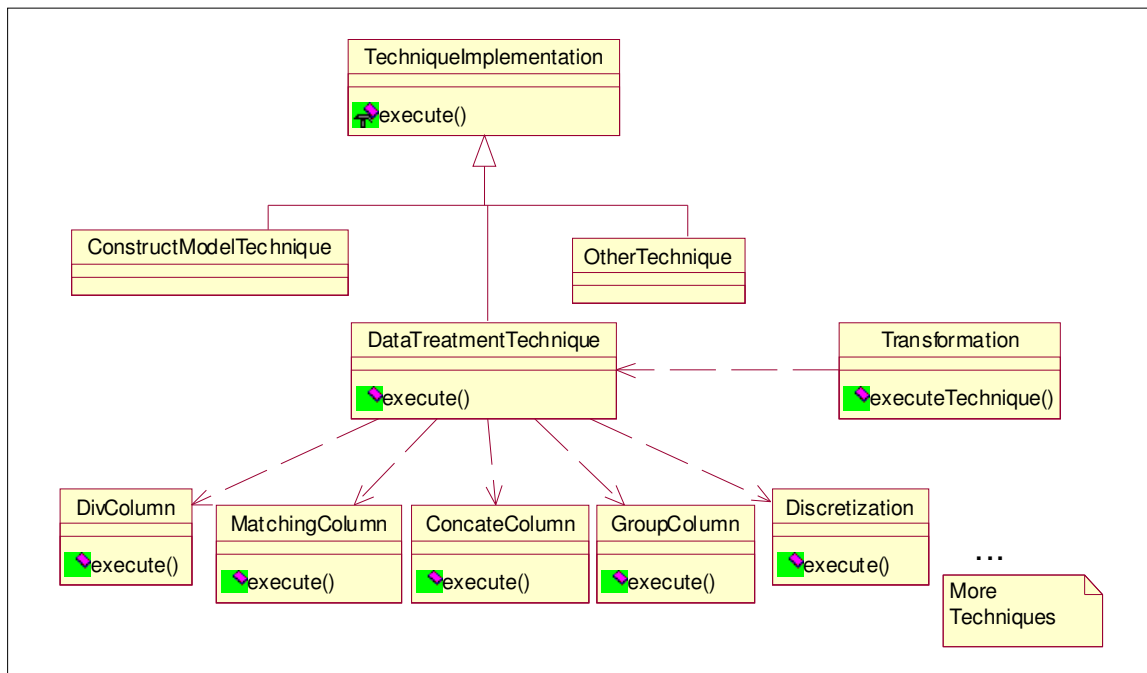 TechniqueImplementation
execute()
ConstructModelTechnique
OtherTechnique
DataTreatmentTechnique
execute()
Transformation
executeTechnique()
DivColumn
execute()
MatchingColumn
execute()
ConcateColumn
execute()
GroupColumn
execute()
Discretization
execute()
...
More
Techniques